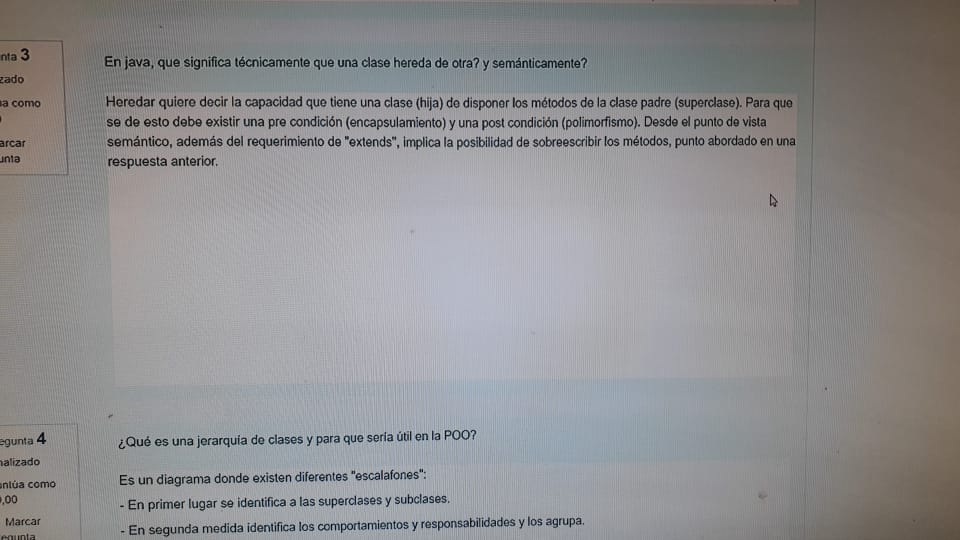 nta 3
zado
a como
arcar
unta
En java, que significa técnicamente que una clase hereda de otra? y semánticamente?
Heredar quiere decir la capacidad que tiene una clase (hija) de disponer los métodos de la clase padre (superclase). Para que
se de esto debe existir una pre condición (encapsulamiento) y una post condición (polimorfismo). Desde el punto de vista
semántico, además del requerimiento de "extends", implica la posibilidad de sobreescribir los métodos, punto abordado en una
respuesta anterior.
egunta 4
nalizado
untúa como
,00
Marcar
egunta
¿Qué es una jerarquía de clases y para que sería útil en la POO?
Es un diagrama donde existen diferentes "escalafones":
- En primer lugar se identifica a las superclases y subclases.
- En segunda medida identifica los comportamientos y responsabilidades y los agrupa.